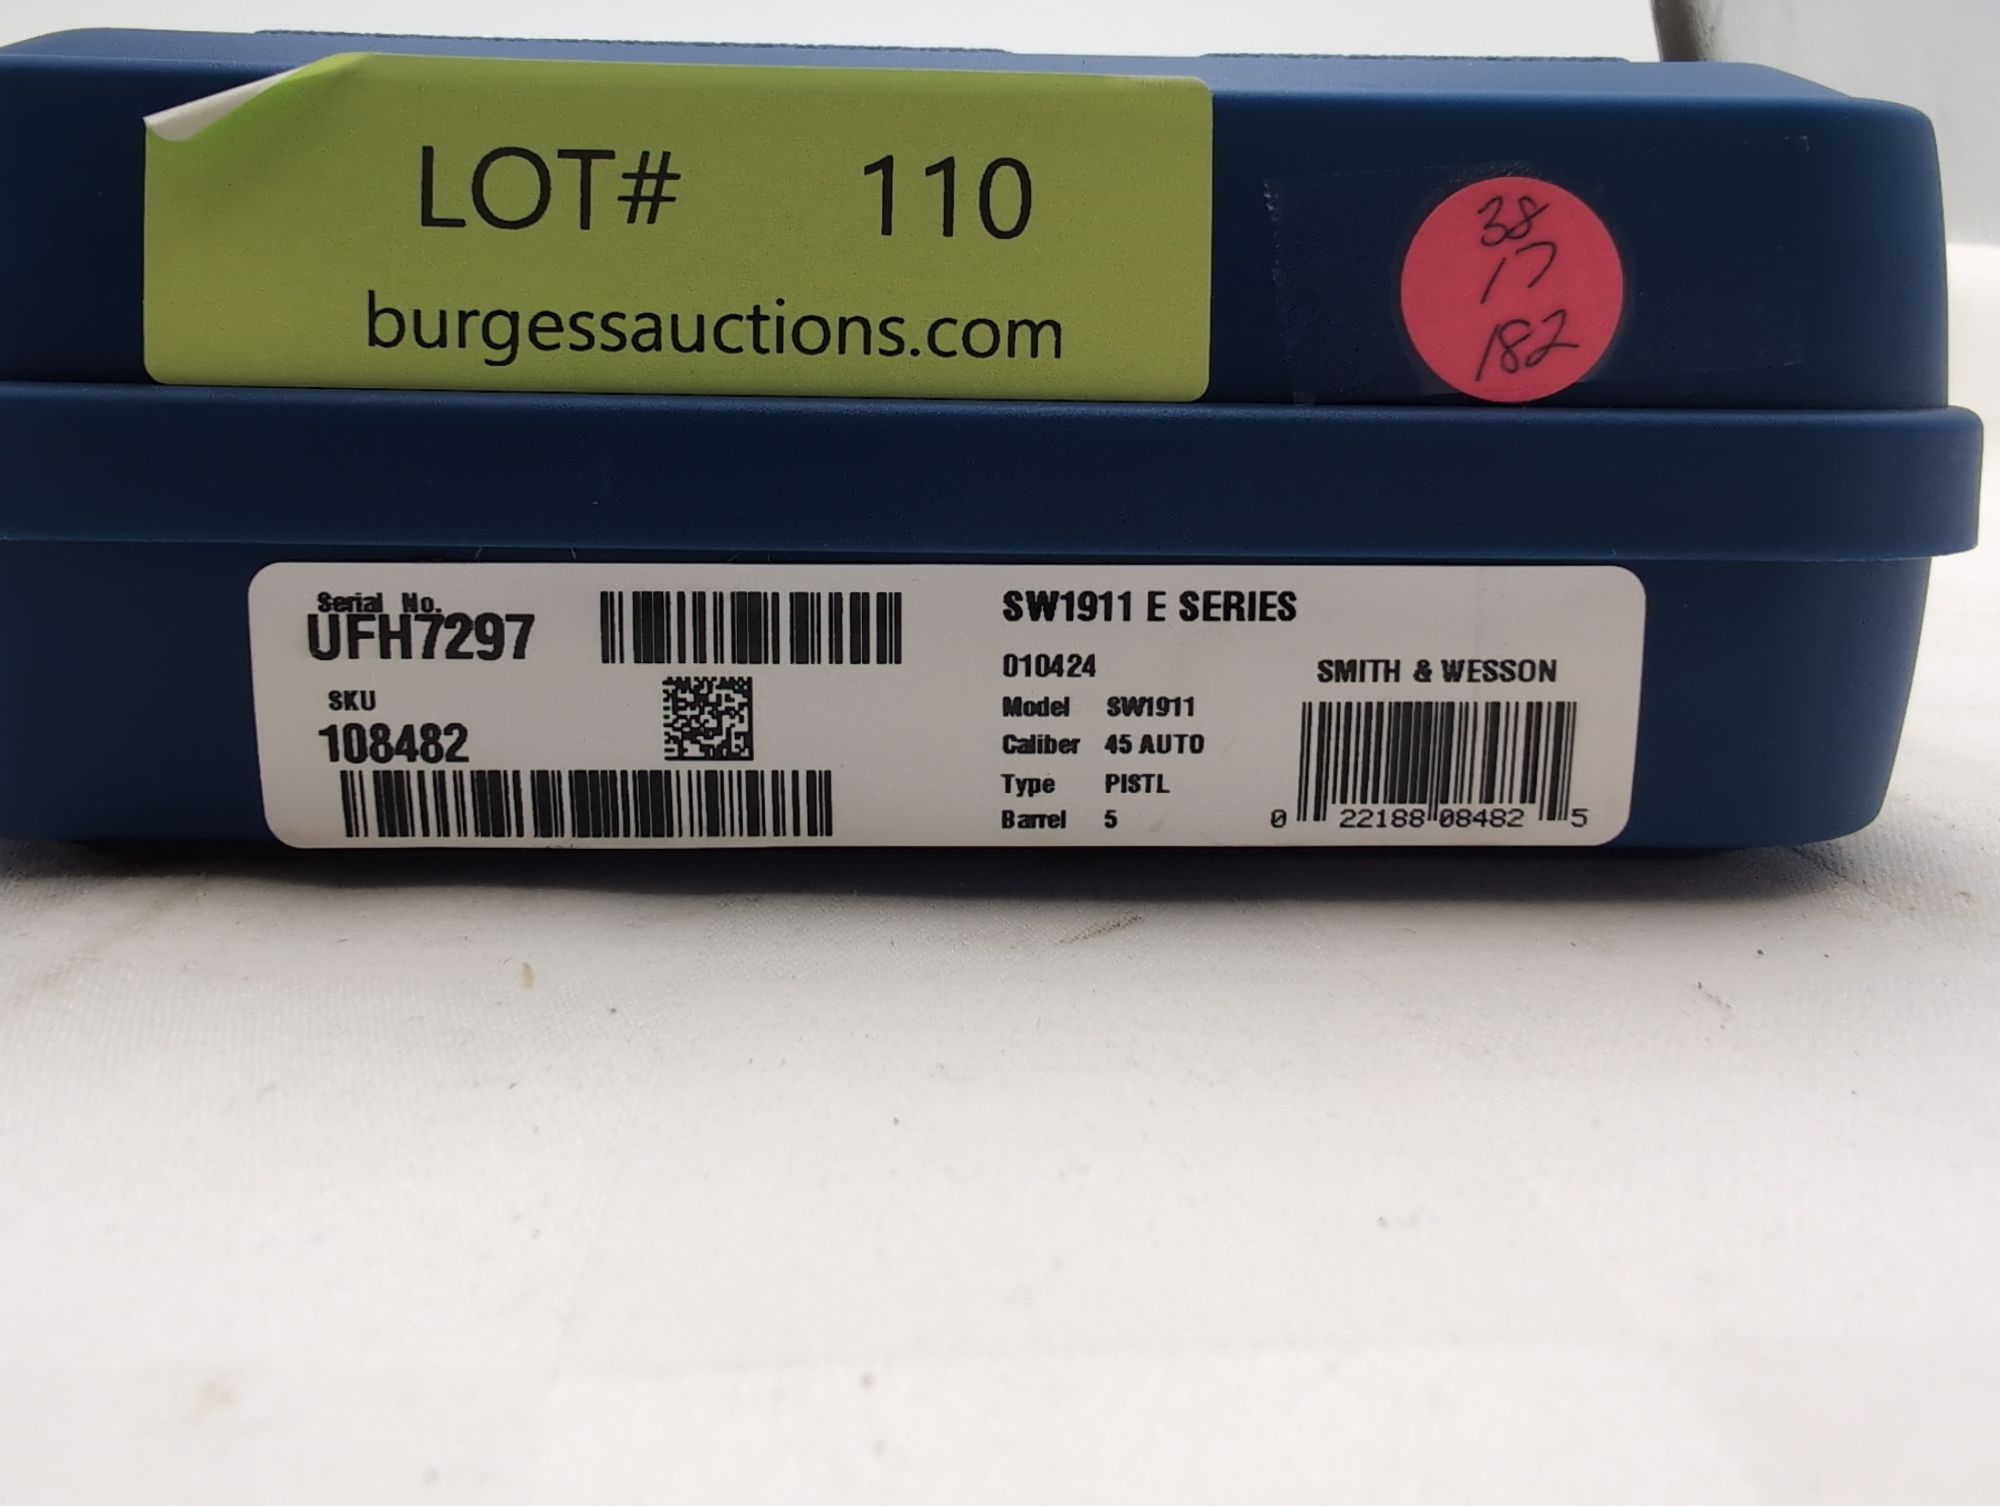 LOT# 110
burgessauctions.com
38
17
182
Serial No.
UFH7297
SKU
108482
SW1911 E SERIES
010424
Model SW1911
Caliber 45 AUTO
Type PISTL
Barrel 5
SMITH & WESSON
0 22188 08482 5